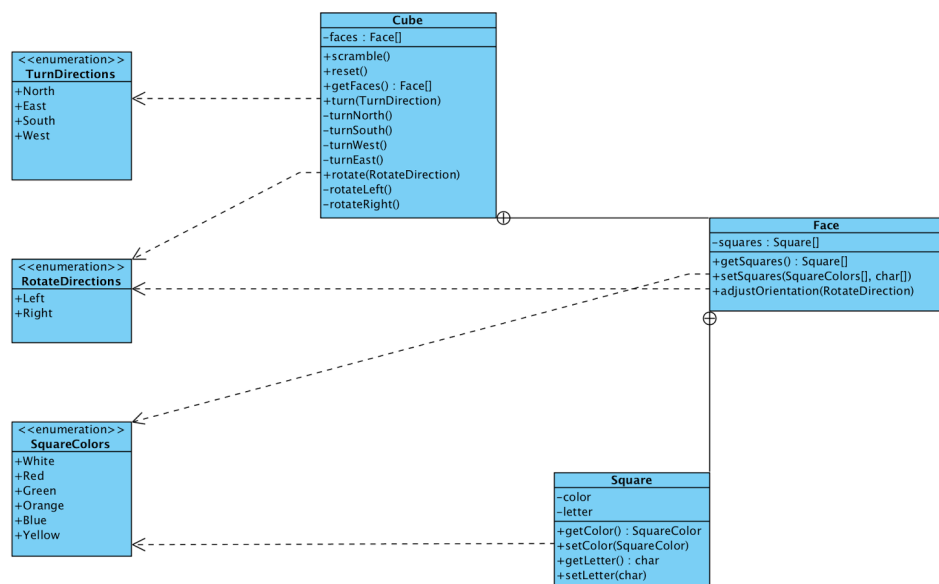 Cube
-faces : Face[]
+scramble()
+reset()
+getFaces() : Face[]
+turn(TurnDirection)
-turnNorth()
-turnSouth()
-turnWest()
-turnEast()
+rotate(RotateDirection)
-rotateLeft()
-rotateRight()
<<enumeration>>
TurnDirections
+North
+East
+South
+West
Face
-squares : Square[]
+getSquares() : Square[]
+setSquares(SquareColors[], char[])
+adjustOrientation(RotateDirection)
<<enumeration>>
RotateDirections
+Left
+Right
<<enumeration>>
SquareColors
+White
+Red
+Green
+Orange
+Blue
+Yellow
Square
-color
-letter
+getColor() : SquareColor
+setColor(SquareColor)
+getLetter() : char
+setLetter(char)